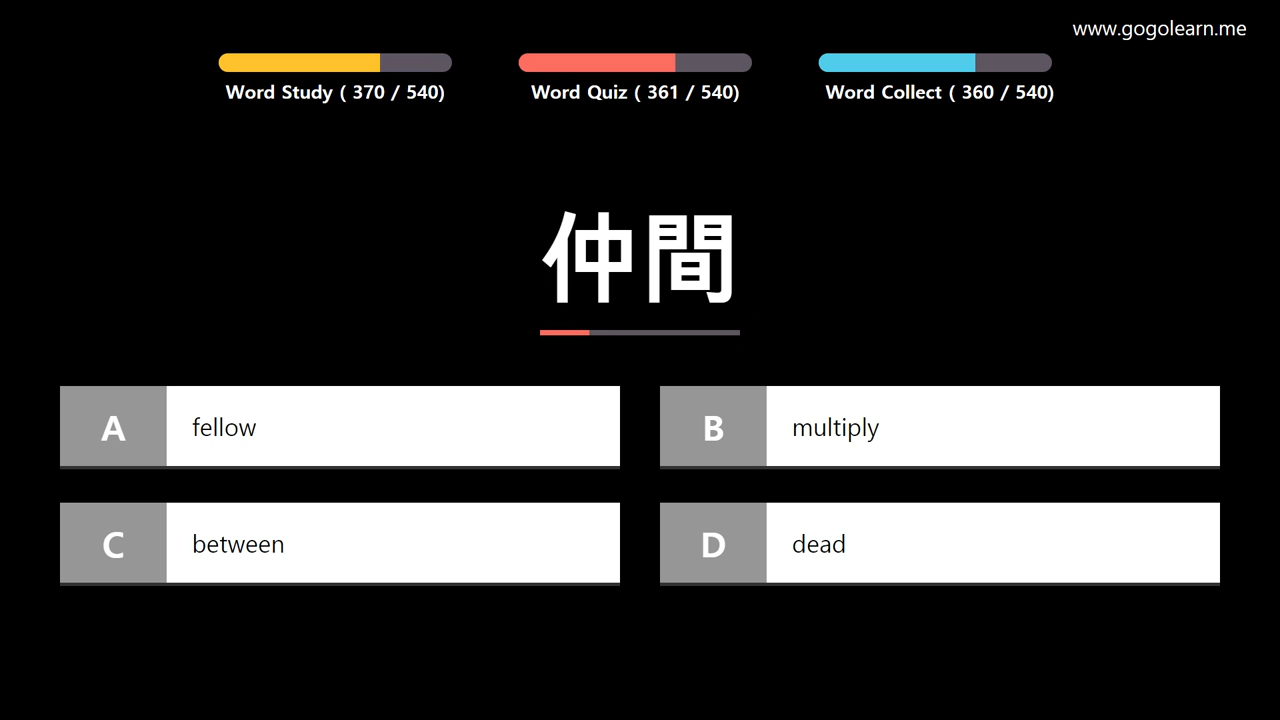 www.gogolearn.me
Word Study ( 370 / 540)
Word Quiz ( 361 / 540)
Word Collect ( 360 / 540)
仲間
A fellow
B multiply
C between
D dead